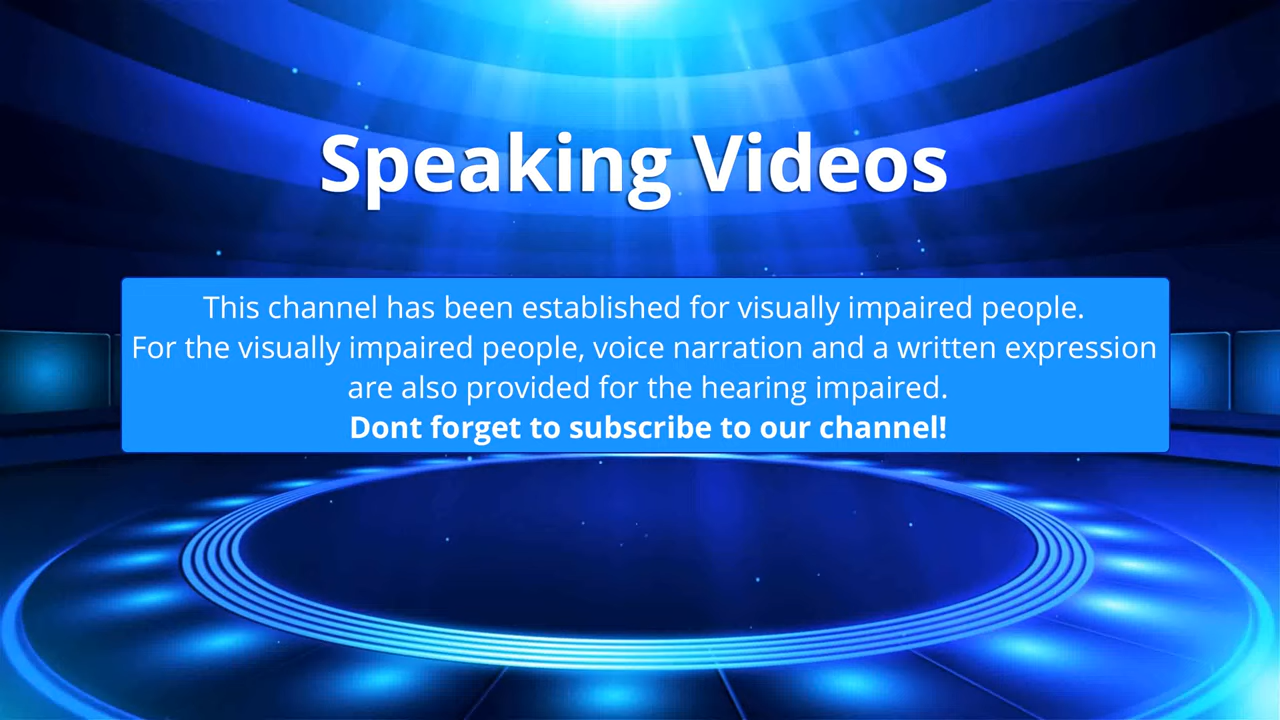 Speaking Videos
This channel has been established for visually impaired people.
For the visually impaired people, voice narration and a written expression
are also provided for the hearing impaired.
Dont forget to subscribe to our channel!